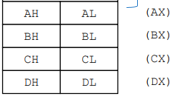 AH AL (AX)
BH BL (BX)
CH CL (CX)
DH DL (DX)